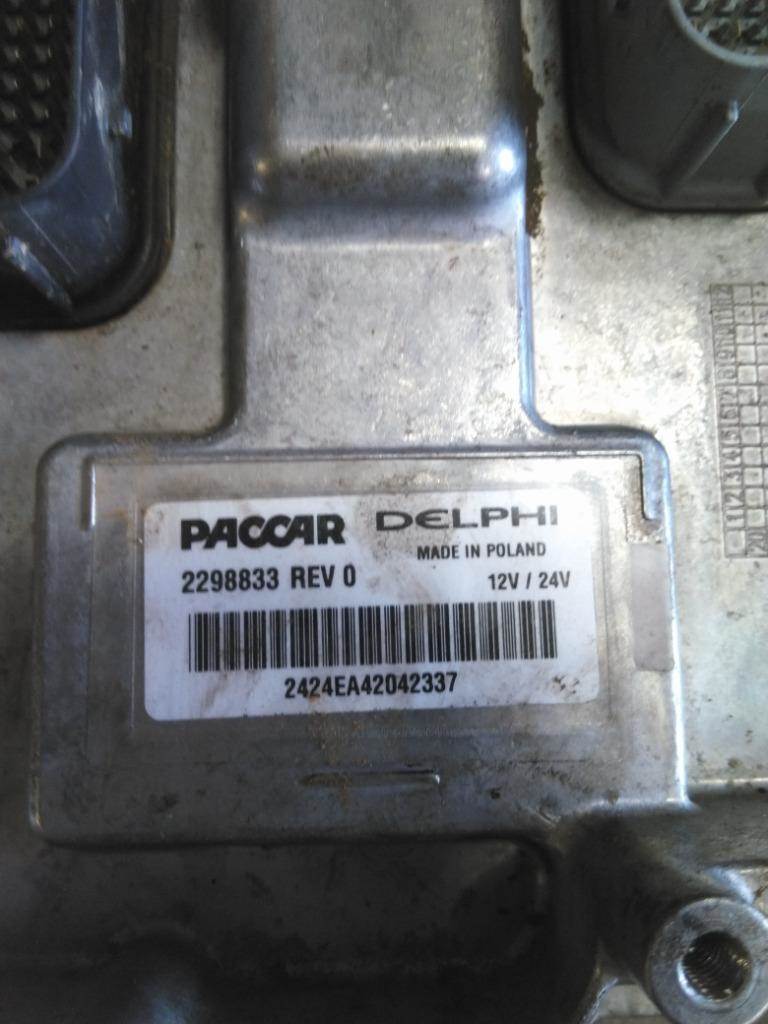 PACCAR DELPHI
MADE IN POLAND
2298833 REV 0 12V / 24V
2424EA42042337